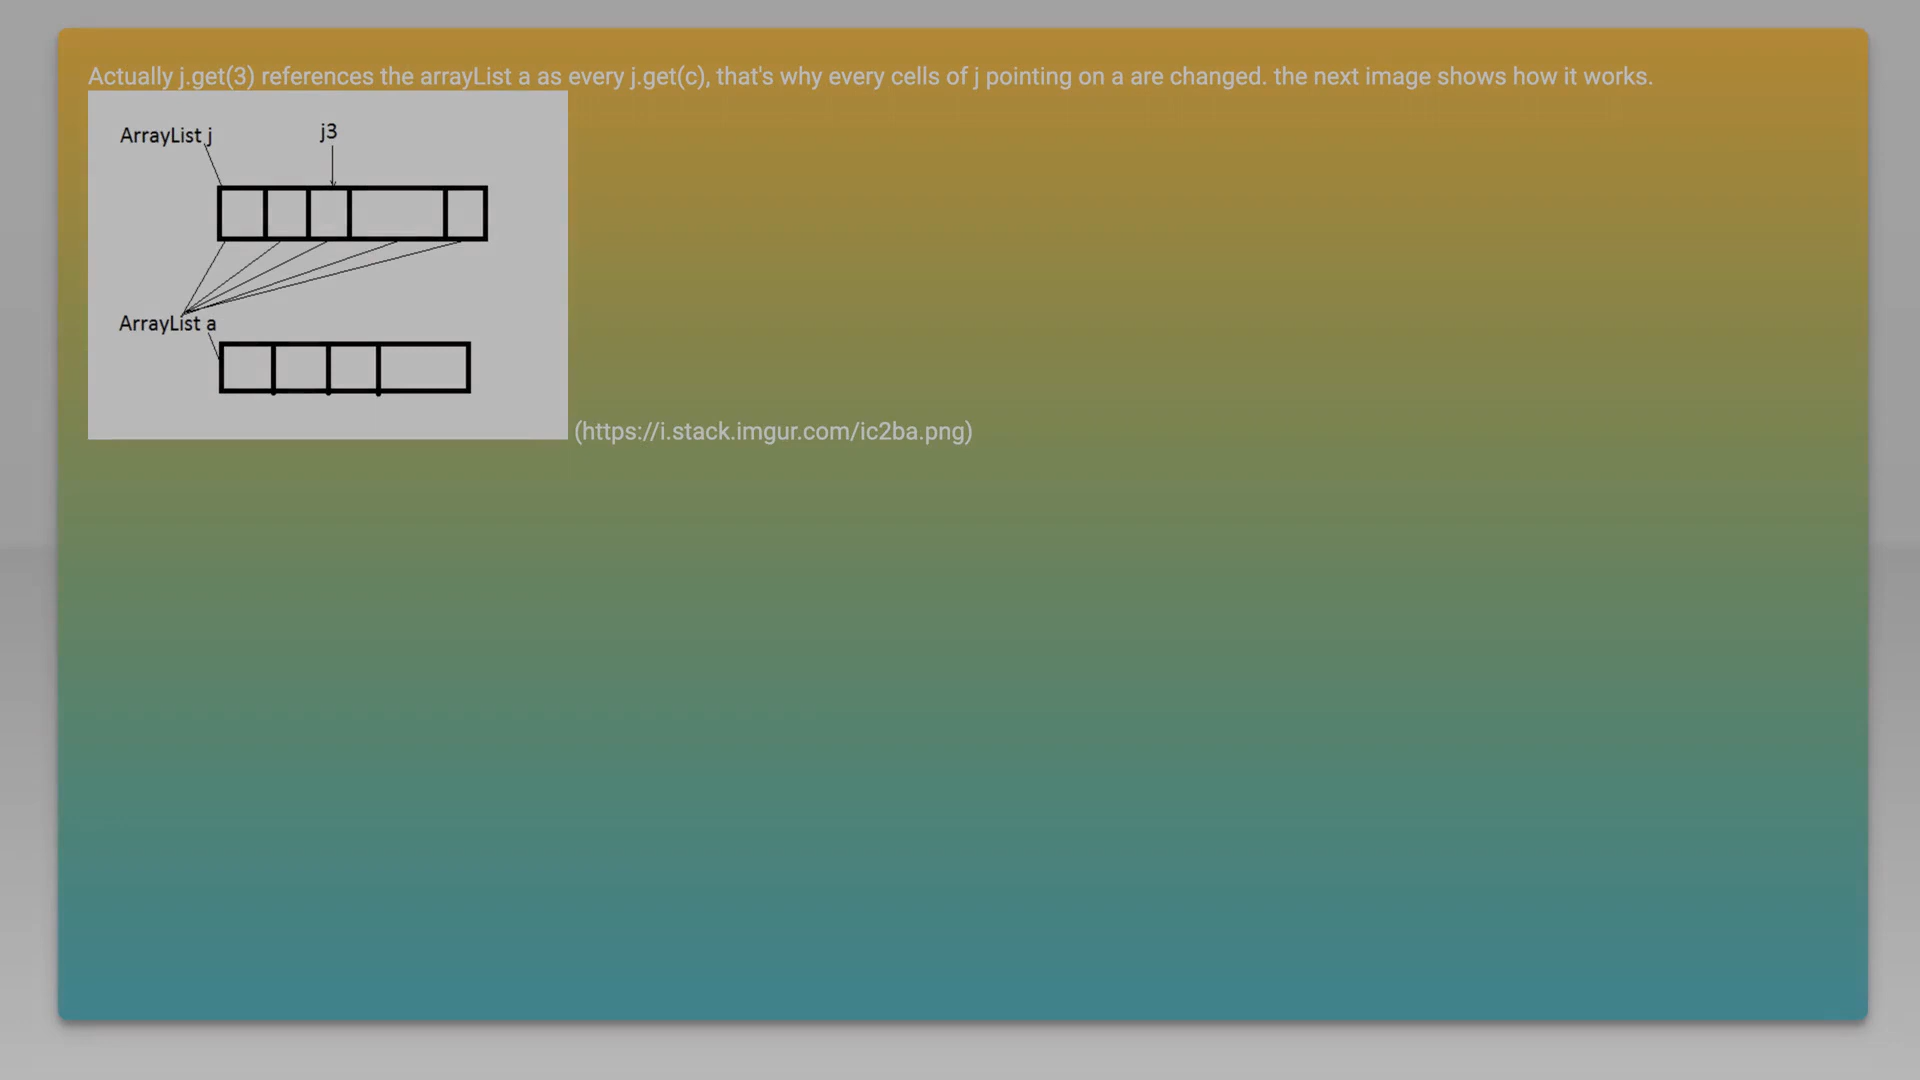 Actually j.get(3) references the arrayList a as every j.get(c), that's why every cells of j pointing on a are changed. the next image shows how it works.
ArrayList j
j3
ArrayList a
(https://i.stack.imgur.com/ic2ba.png)